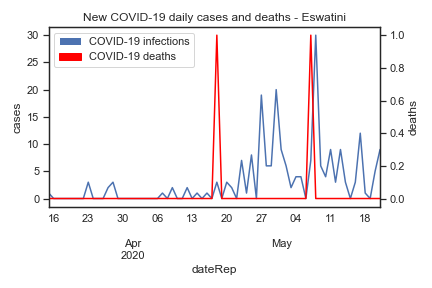 New COVID-19 daily cases and deaths - Eswatini
COVID-19 infections
COVID-19 deaths
30
25
20
15
10
5
0
cases
1.0
0.8
0.6
0.4
0.2
0.0
deaths
16 23 30 06 13 20 27 04 11 18
Apr May
2020
dateRep